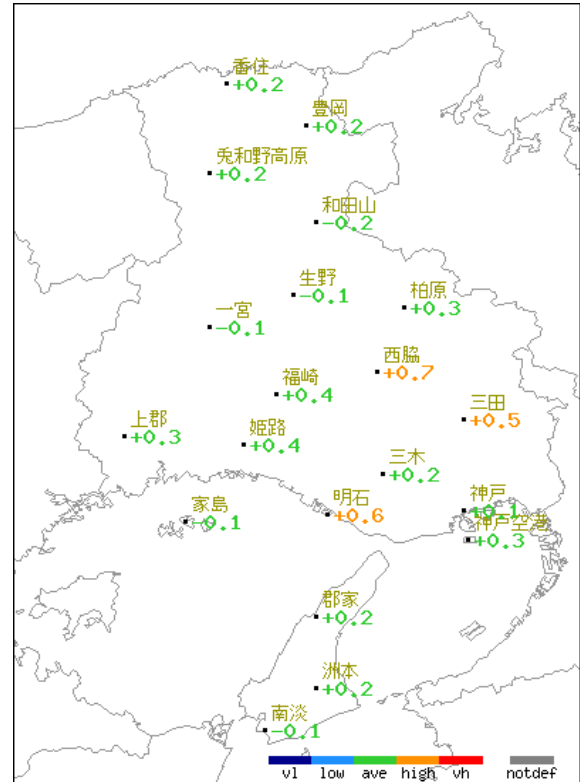 香住
+0.2
豊岡
+0.2
兎和野高原
+0.2
和田山
-0.2
生野
-0.1
柏原
+0.3
一宮
-0.1
西脇
+0.7
福崎
+0.4
三田
+0.5
上郡
+0.3
姫路
+0.4
三木
+0.2
家島
-0.1
明石
+0.6
神戸
+0.1
神戸空港
+0.3
郡家
+0.2
洲本
+0.2
南淡
-0.1
vl low ave high vh notdef